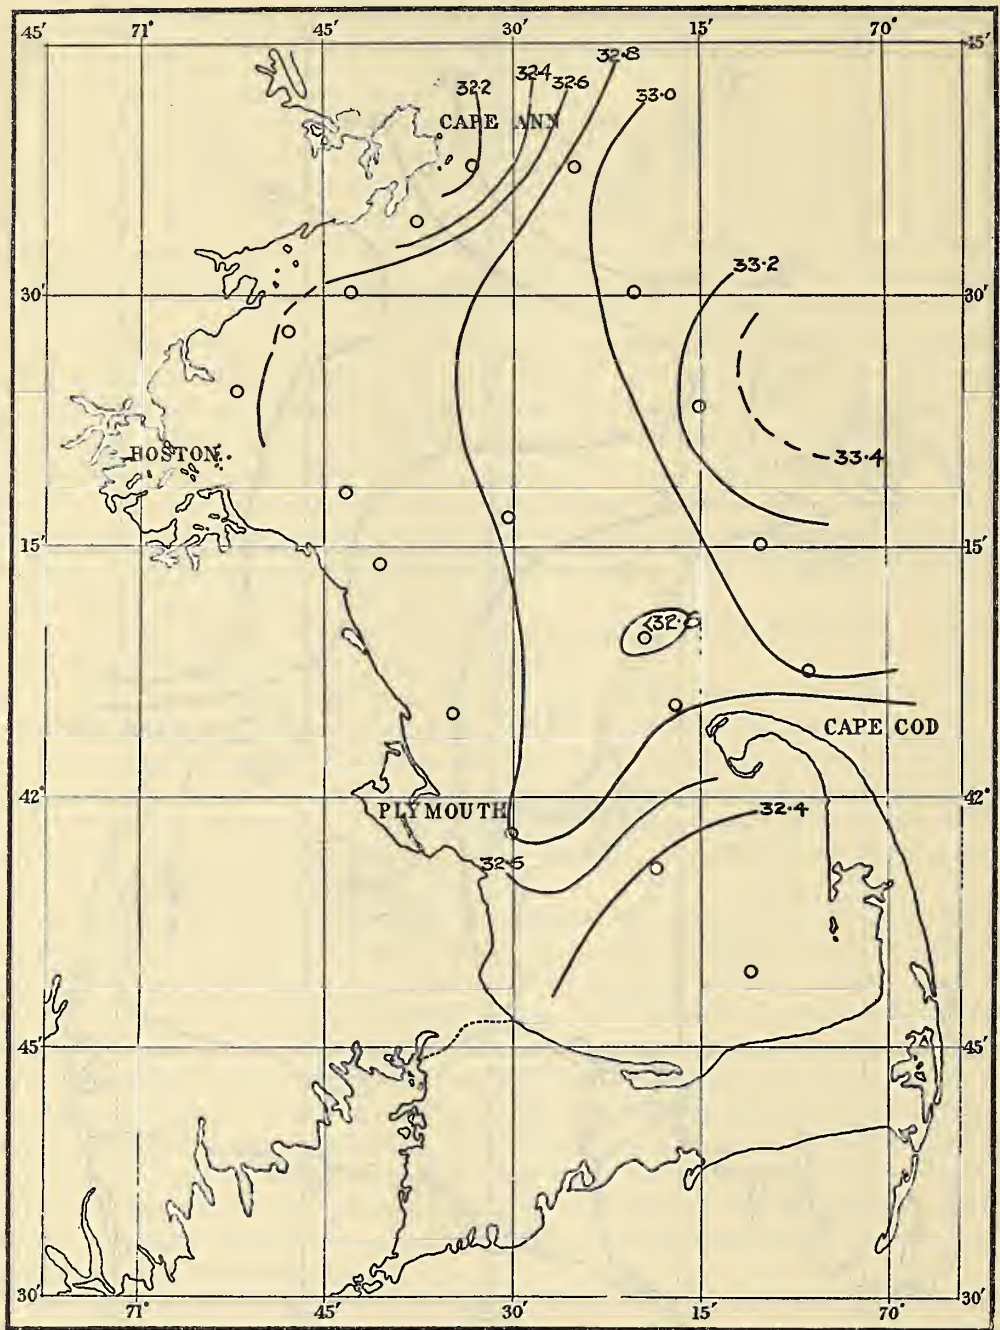 45′ 71° 45′ 30′ 15′ 70° 15′
32·8
32·4 32·6
32·2 33·0
CAPE ANN
33·2
30′ 30′
BOSTON
33·4
15′ 15′
<32·6
CAPE COD
42° 42°
PLYMOUTH
32·4
32·6
45′ 45′
30′ 30′
71° 45′ 30′ 15′ 70°